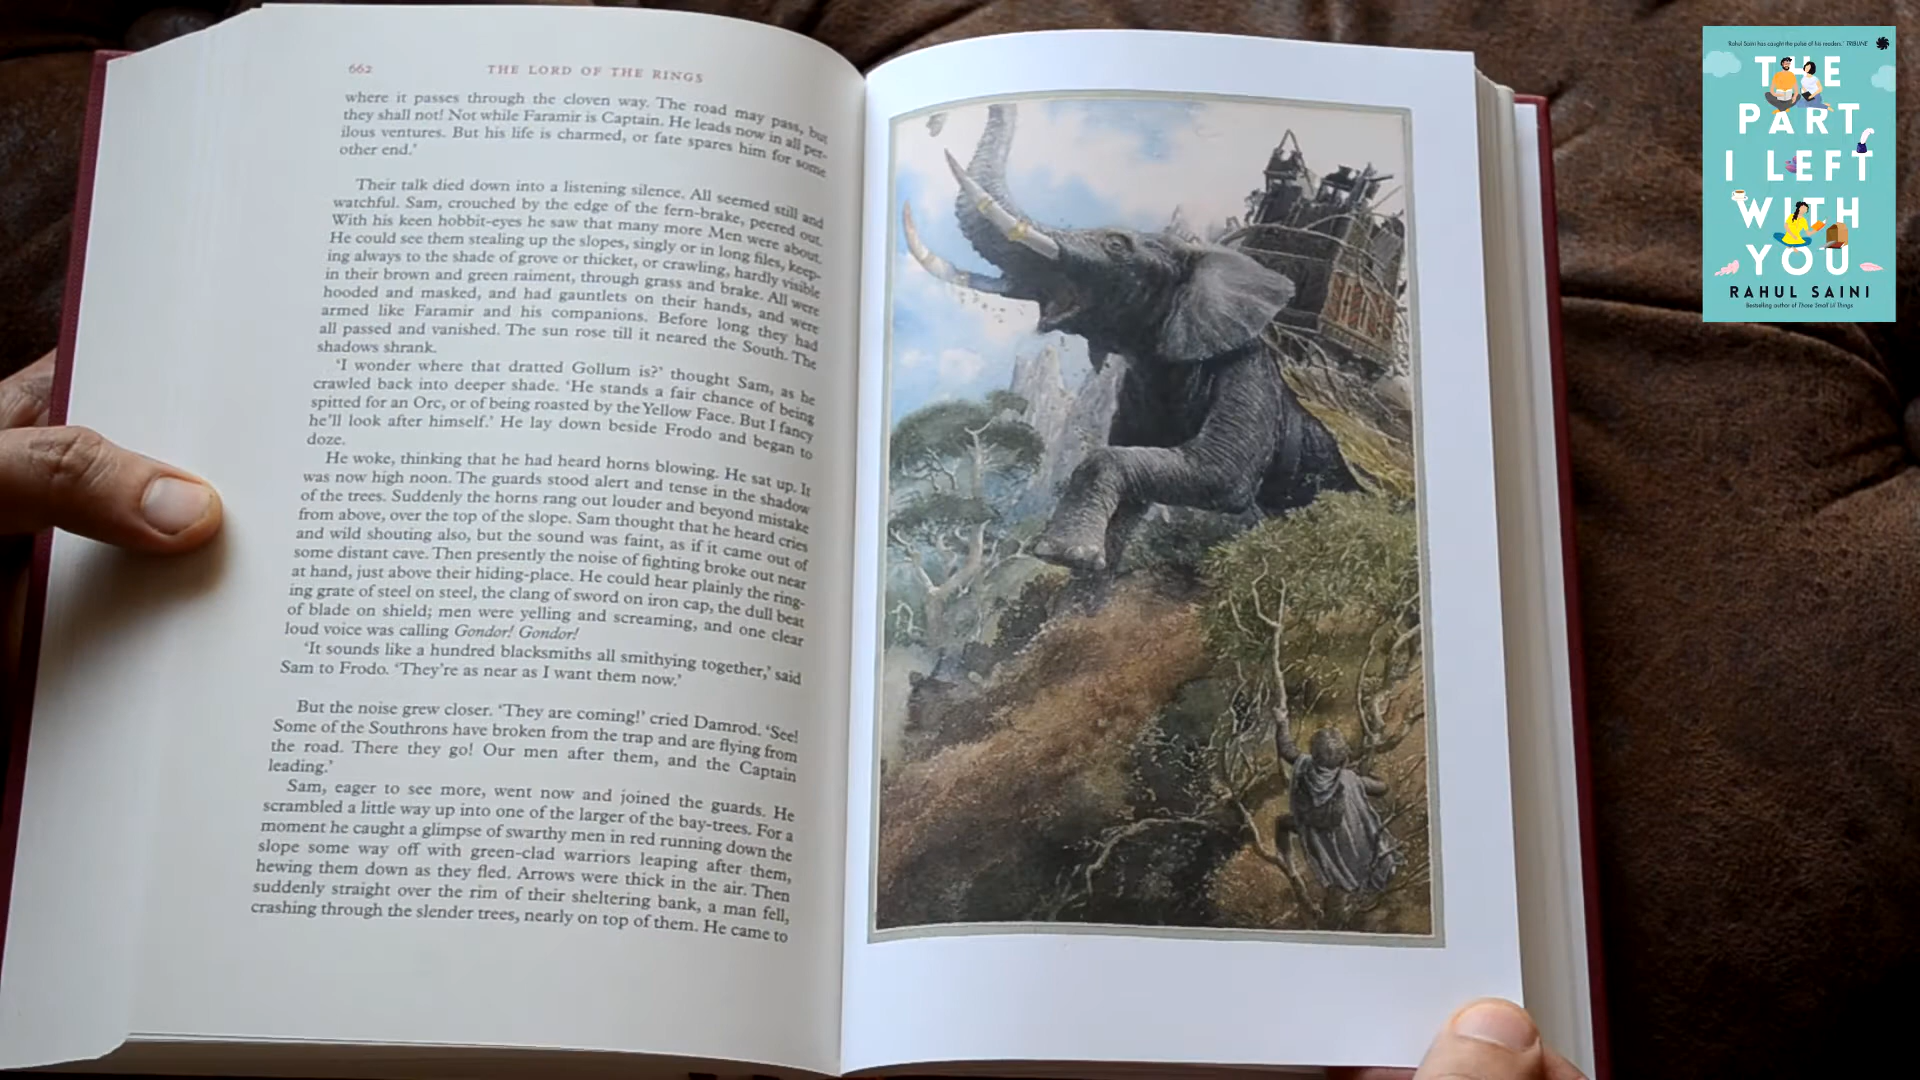 662
THE LORD OF THE RINGS
where it passes through the cloven way. The road may pass, but
they shall not! Not while Faramir is Captain. He leads now in all per-
ilous ventures. But his life is charmed, or fate spares him for some
other end.’
Their talk died down into a listening silence. All seemed still and
watchful. Sam, crouched by the edge of the fern-brake, peered out.
With his keen hobbit-eyes he saw that many more Men were about.
He could see them stealing up the slopes, singly or in long files, keep-
ing always to the shade of grove or thicket, or crawling, hardly visible
in their brown and green raiment, through grass and brake. All were
hooded and masked, and had gauntlets on their hands, and were
armed like Faramir and his companions. Before long they had
all passed and vanished. The sun rose till it neared the South. The
shadows shrank.
‘I wonder where that dratted Gollum is?’ thought Sam, as he
crawled back into deeper shade. ‘He stands a fair chance of being
spitted for an Orc, or of being roasted by the Yellow Face. But I fancy
he’ll look after himself.’ He lay down beside Frodo and began to
doze.
He woke, thinking that he had heard horns blowing. He sat up. It
was now high noon. The guards stood alert and tense in the shadow
of the trees. Suddenly the horns rang out louder and beyond mistake
from above, over the top of the slope. Sam thought that he heard cries
and wild shouting also, but the sound was faint, as if it came out of
some distant cave. Then presently the noise of fighting broke out near
at hand, just above their hiding-place. He could hear plainly the ring-
ing grate of steel on steel, the clang of sword on iron cap, the dull beat
of blade on shield; men were yelling and screaming, and one clear
loud voice was calling Gondor! Gondor!
‘It sounds like a hundred blacksmiths all smithying together,’ said
Sam to Frodo. ‘They’re as near as I want them now.’
But the noise grew closer. ‘They are coming!’ cried Damrod. ‘See!
Some of the Southrons have broken from the trap and are flying from
the road. There they go! Our men after them, and the Captain
leading.’
Sam, eager to see more, went now and joined the guards. He
scrambled a little way up into one of the larger of the bay-trees. For a
moment he caught a glimpse of swarthy men in red running down the
slope some way off with green-clad warriors leaping after them,
hewing them down as they fled. Arrows were thick in the air. Then
suddenly straight over the rim of their sheltering bank, a man fell,
crashing through the slender trees, nearly on top of them. He came to
‘Rahul Saini has caught the pulse of his readers.’ TRIBUNE
THE
PART
I LEFT
WITH
YOU
RAHUL SAINI
Bestselling author of Those Small Lil Things